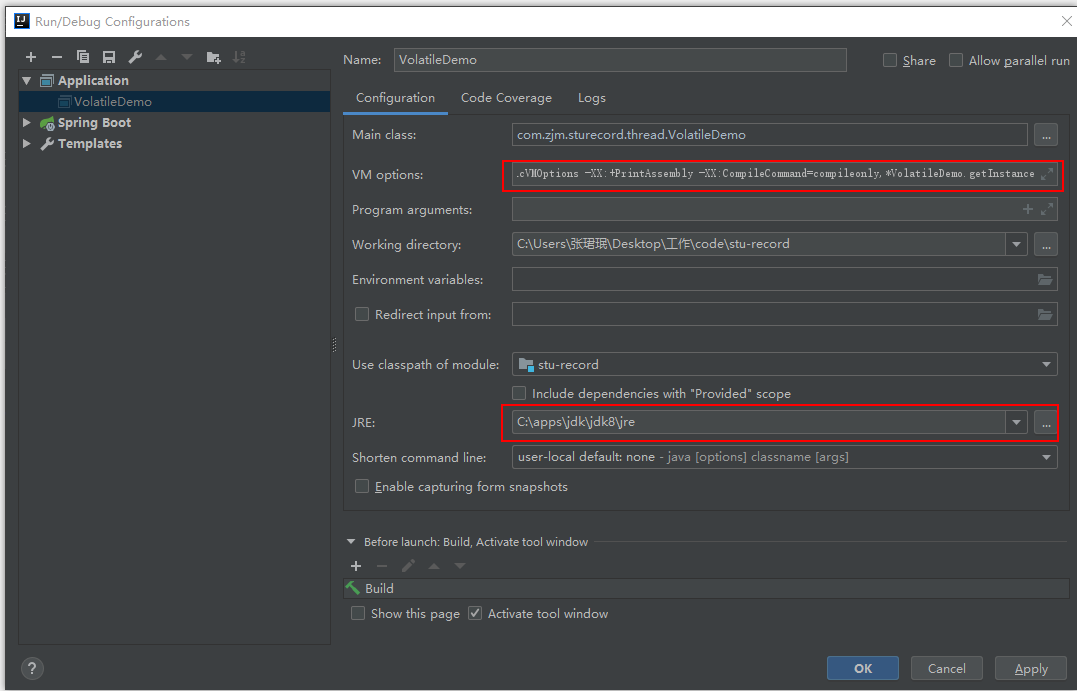 Run/Debug Configurations
Name: VolatileDemo Share Allow parallel run
Application
VolatileDemo
Spring Boot
Templates
Configuration Code Coverage Logs
Main class: com.zjm.sturecord.thread.VolatileDemo ...
VM options: .cVMOptions -XX:+PrintAssembly -XX:CompileCommand=compileonly,*VolatileDemo.getInstance
Program arguments:
Working directory: C:\Users\张珺珉\Desktop\工作\code\stu-record ...
Environment variables:
Redirect input from:
Use classpath of module: stu-record
Include dependencies with "Provided" scope
JRE: C:\apps\jdk\jdk8\jre ...
Shorten command line: user-local default: none - java [options] classname [args]
Enable capturing form snapshots
Before launch: Build, Activate tool window
Build
Show this page Activate tool window
? OK Cancel Apply